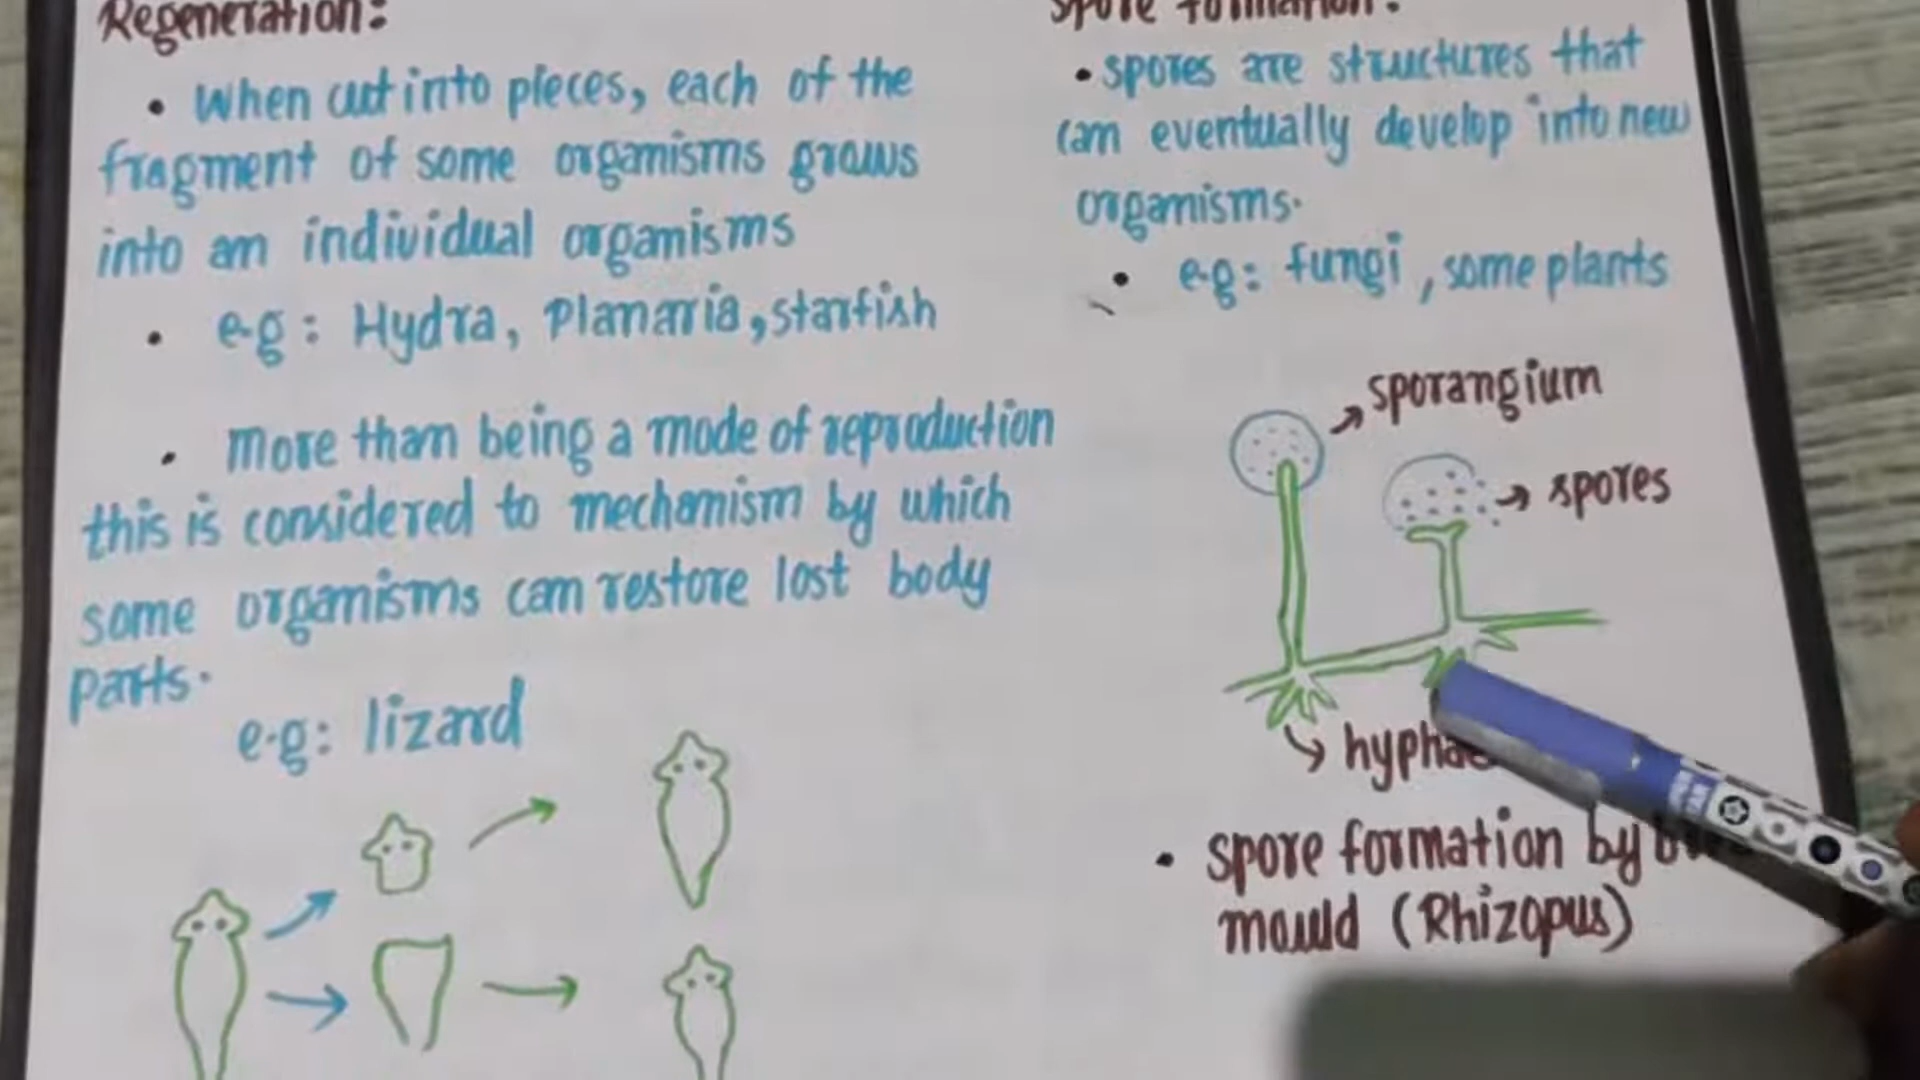 Regeneration:
• When cut into pieces, each of the
fragment of some organisms grows
into an individual organisms
• e.g: Hydra, Planaria, starfish
• More than being a mode of reproduction
this is considered to mechanism by which
some organisms can restore lost body
parts.
e.g: lizard
Spore formation:
• spores are structures that
can eventually develop into new
organisms.
• e.g: fungi, some plants
sporangium
spores
hyphae
• spore formation by
mould (Rhizopus)